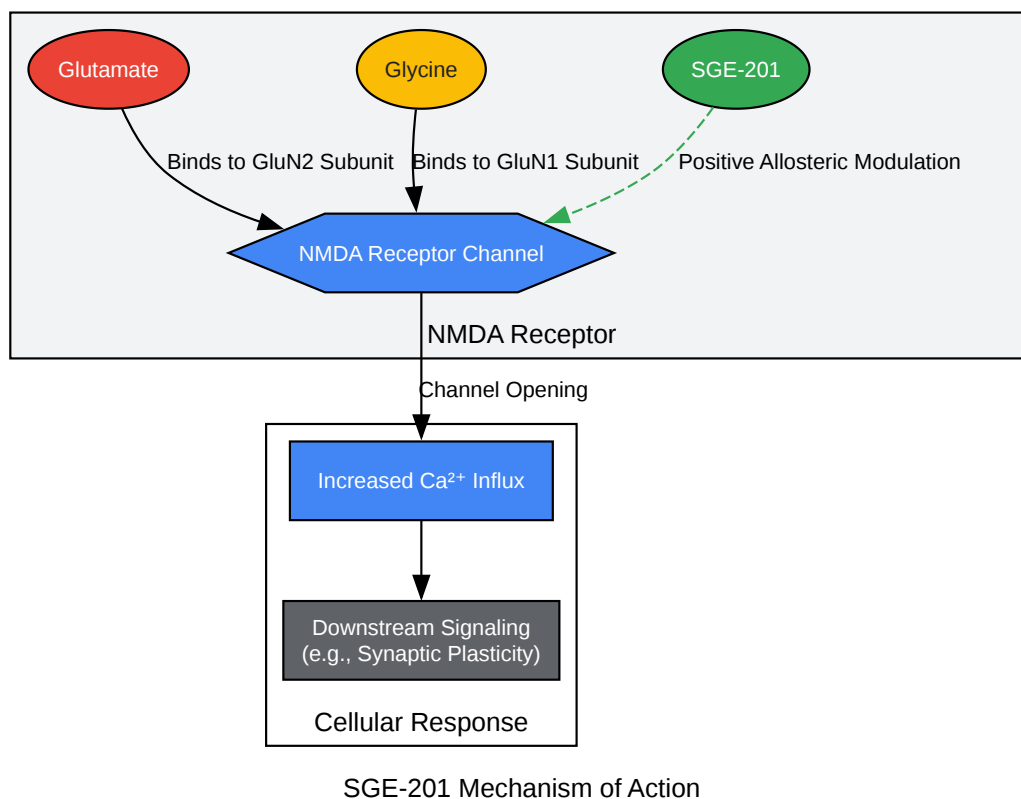 Glutamate
Glycine
SGE-201
Binds to GluN2 Subunit
Binds to GluN1 Subunit
Positive Allosteric Modulation
NMDA Receptor Channel
NMDA Receptor
Channel Opening
Increased Ca²⁺ Influx
Downstream Signaling
(e.g., Synaptic Plasticity)
Cellular Response
SGE-201 Mechanism of Action